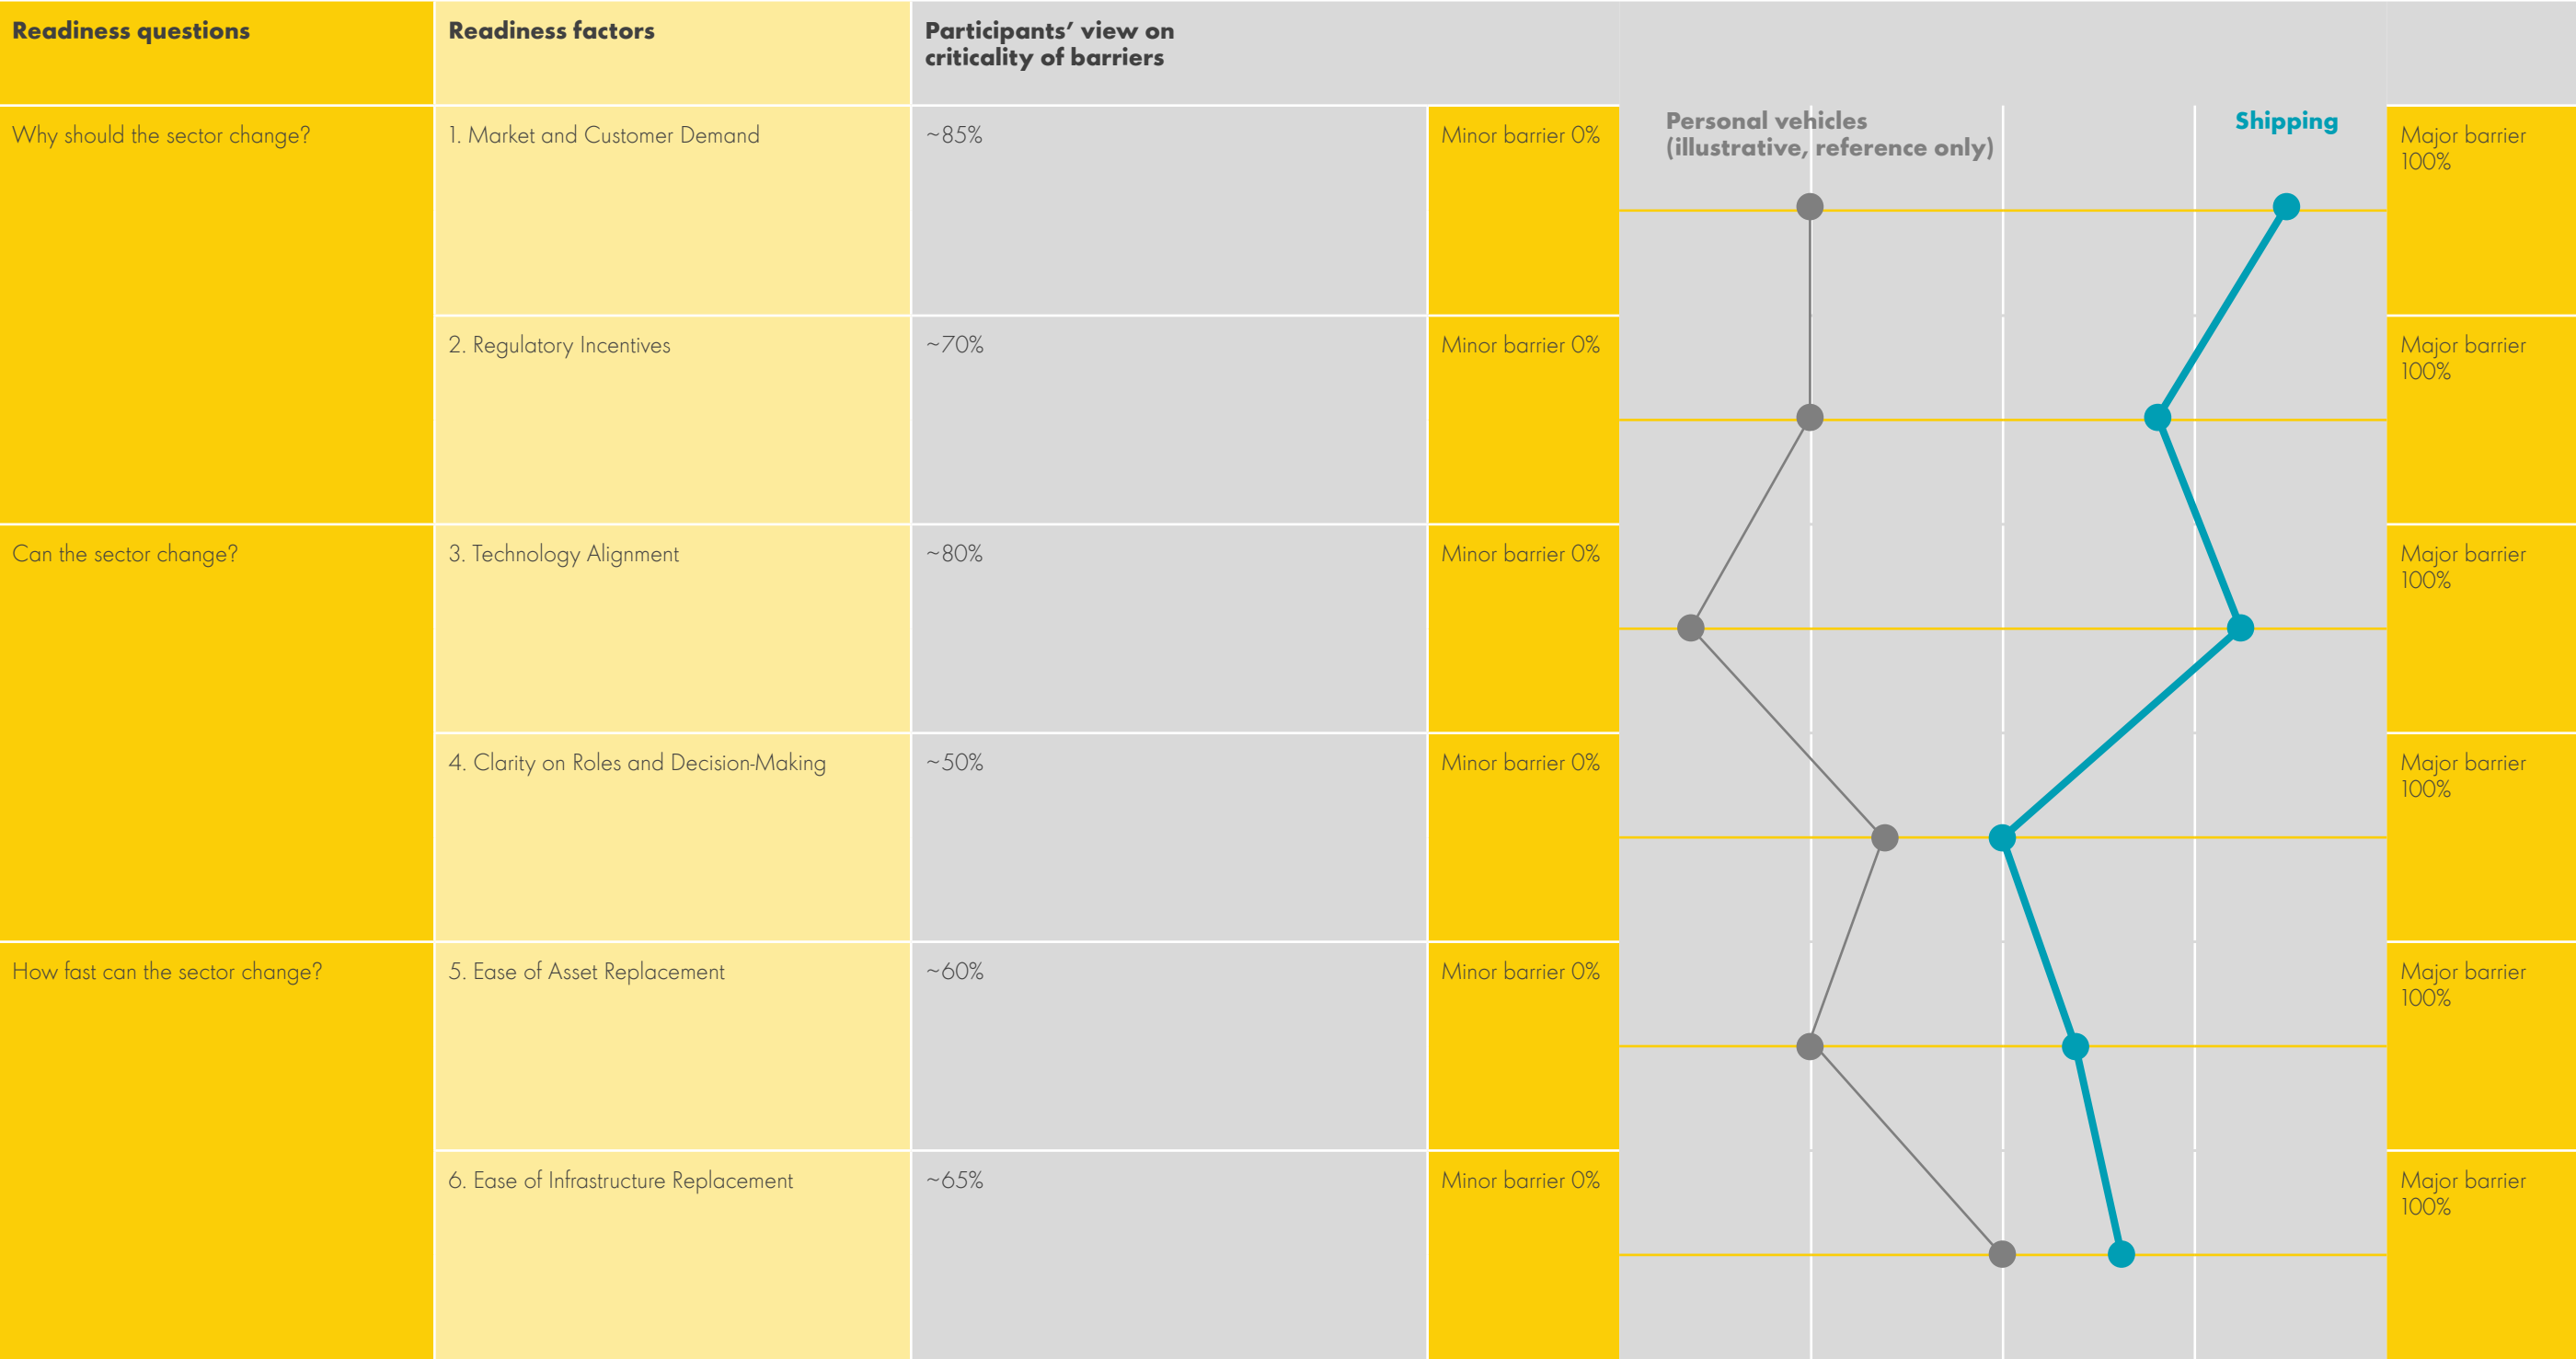 Readiness questions
Readiness factors
Participants’ view on
criticality of barriers
Why should the sector change?
1. Market and Customer Demand
~85%
Minor barrier 0%
Personal vehicles
(illustrative, reference only)
Shipping
Major barrier
100%
2. Regulatory Incentives
~70%
Minor barrier 0%
Major barrier
100%
Can the sector change?
3. Technology Alignment
~80%
Minor barrier 0%
Major barrier
100%
4. Clarity on Roles and Decision-Making
~50%
Minor barrier 0%
Major barrier
100%
How fast can the sector change?
5. Ease of Asset Replacement
~60%
Minor barrier 0%
Major barrier
100%
6. Ease of Infrastructure Replacement
~65%
Minor barrier 0%
Major barrier
100%